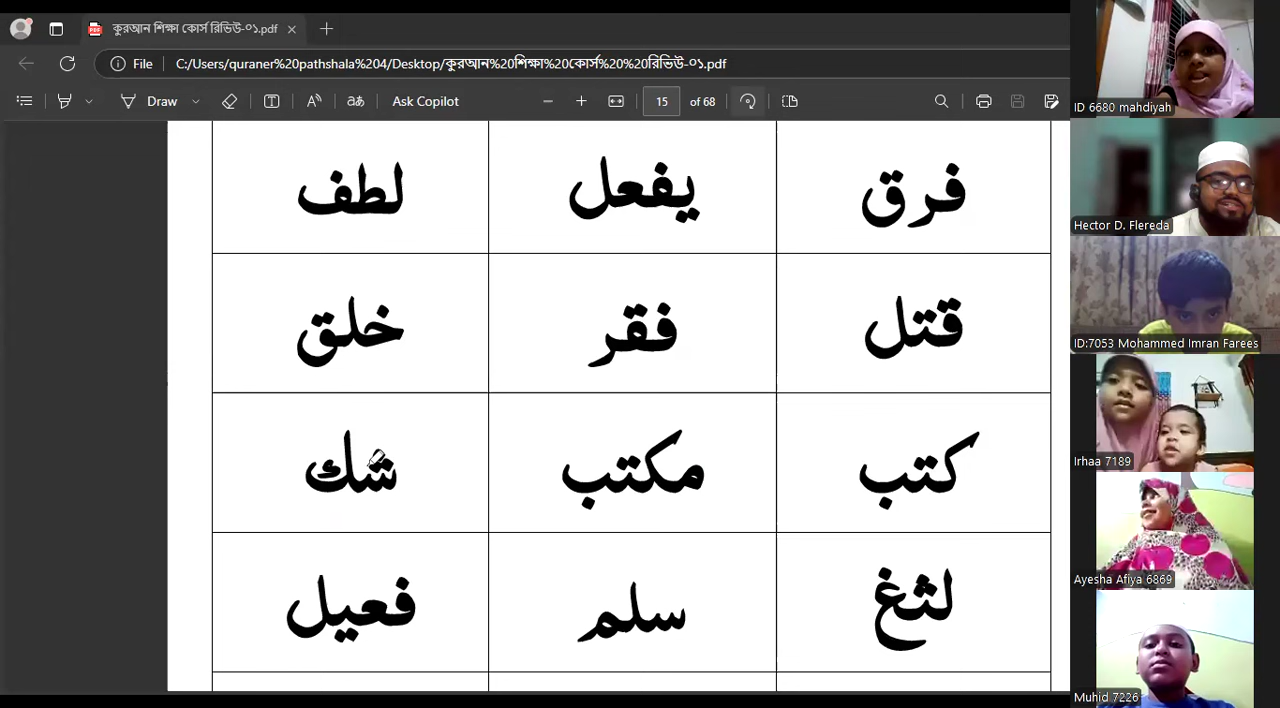 কুরআন শিক্ষা কোর্স রিভিউ-০১.pdf
File C:/Users/quraner%20pathshala%204/Desktop/কুরআন%20শিক্ষা%20কোর্স%20%20রিভিউ-০১.pdf
Draw Ask Copilot 15 of 68
فرق يفعل لطف
قتل فقر خلق
كتب مكتب شك
لثغ سلم فعيل
ID 6680 mahdiyah
Hector D. Flereda
ID:7053 Mohammed Imran Farees
Irhaa 7189
Ayesha Afiya 6869
Muhid 7226